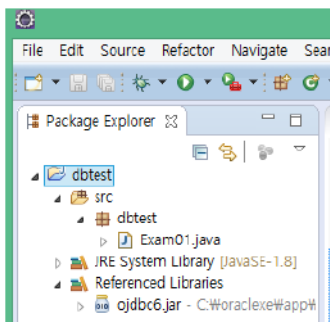 File Edit Source Refactor Navigate Sear
Package Explorer
dbtest
src
dbtest
Exam01.java
JRE System Library [JavaSE-1.8]
Referenced Libraries
ojdbc6.jar - C:₩oraclexe₩app₩